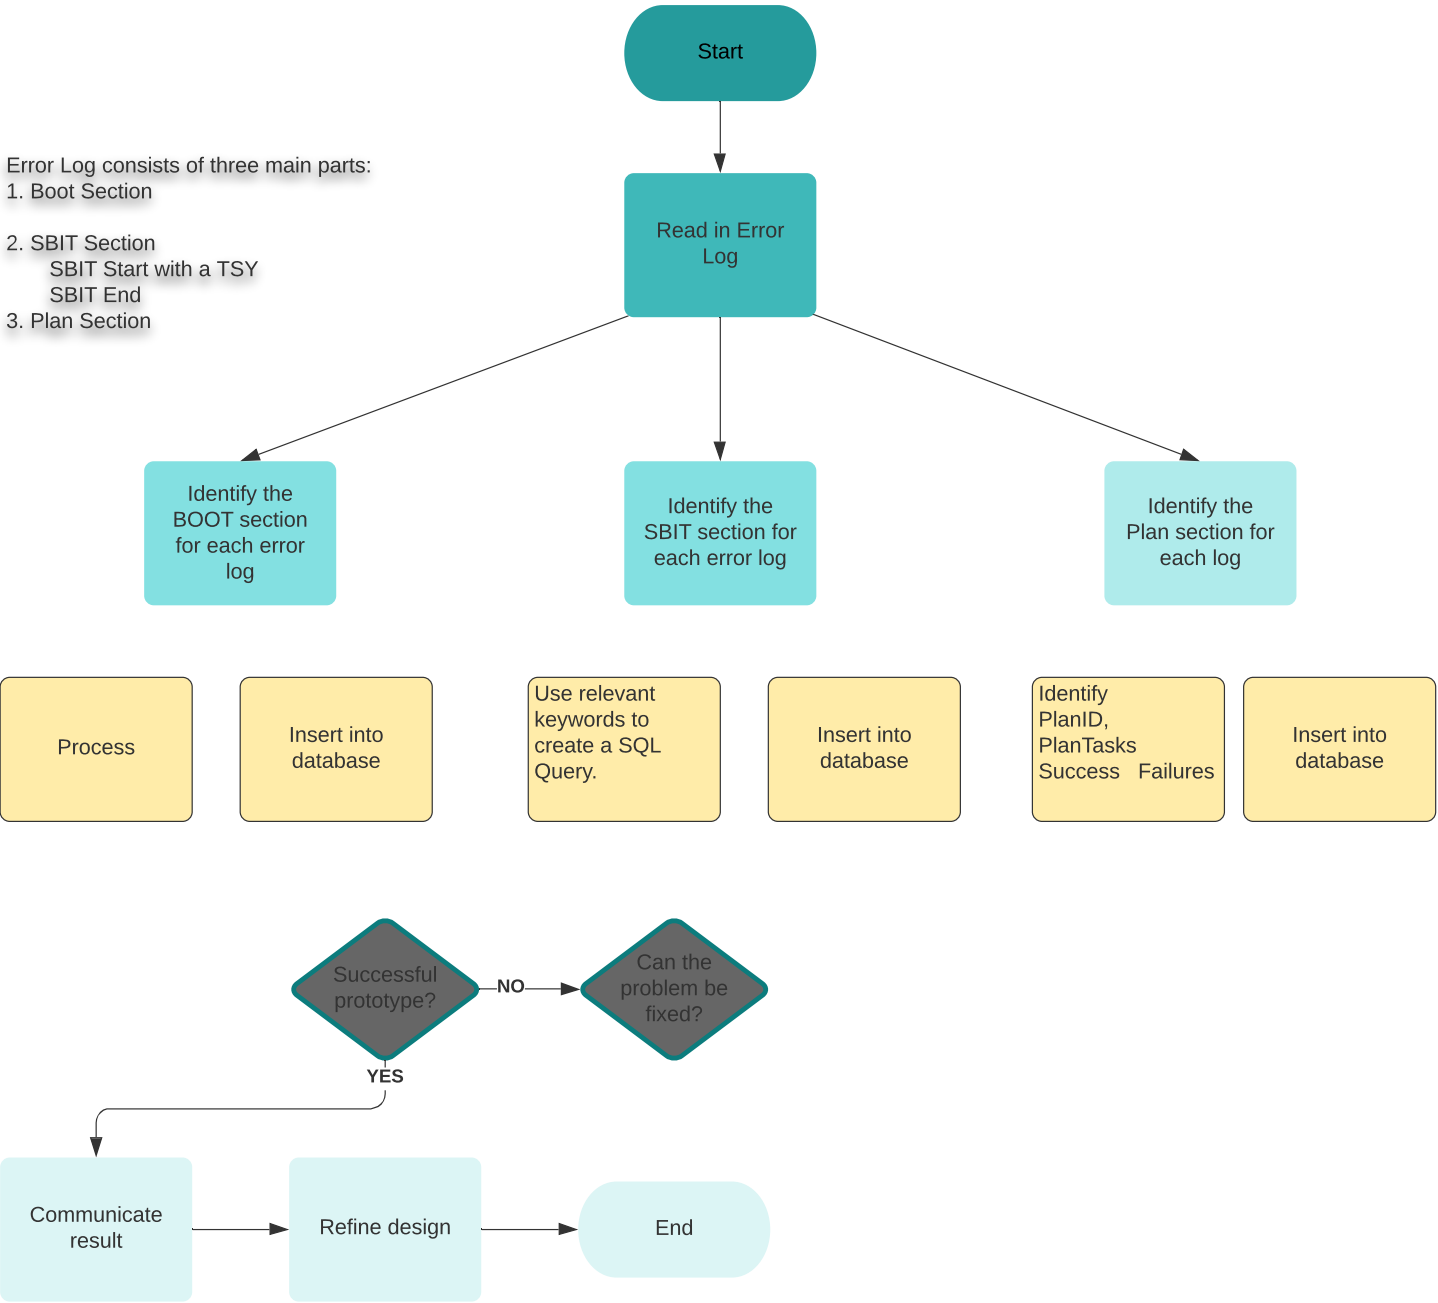 Start
Error Log consists of three main parts:
1. Boot Section
2. SBIT Section
SBIT Start with a TSY
SBIT End
3. Plan Section
Read in Error
Log
Identify the
BOOT section
for each error
log
Identify the
SBIT section for
each error log
Identify the
Plan section for
each log
Process
Insert into
database
Use relevant
keywords to
create a SQL
Query.
Insert into
database
Identify
PlanID,
PlanTasks
Success Failures
Insert into
database
Successful
prototype?
NO
Can the
problem be
fixed?
YES
Communicate
result
Refine design
End